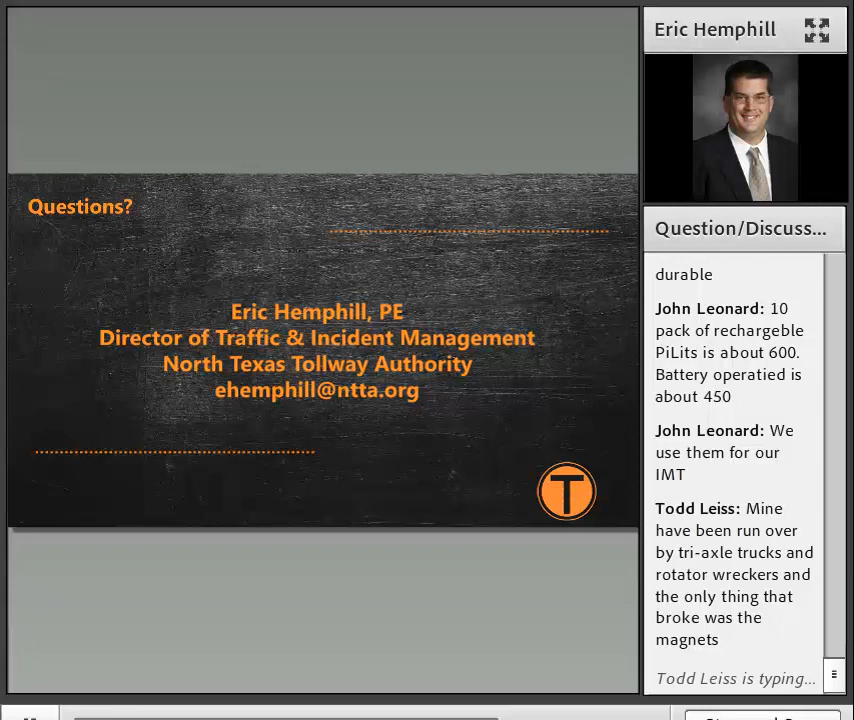 Eric Hemphill
Questions?
Eric Hemphill, PE
Director of Traffic & Incident Management
North Texas Tollway Authority
ehemphill@ntta.org
T
Question/Discuss...
durable
John Leonard: 10
pack of rechargeble
PiLits is about 600.
Battery operatied is
about 450
John Leonard: We
use them for our
IMT
Todd Leiss: Mine
have been run over
by tri-axle trucks and
rotator wreckers and
the only thing that
broke was the
magnets
Todd Leiss is typing...